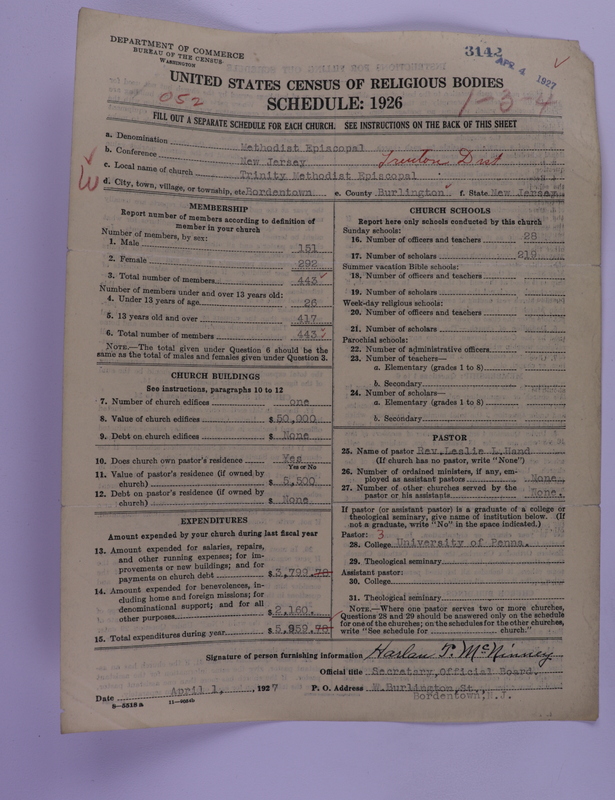 DEPARTMENT OF COMMERCE
BUREAU OF THE CENSUS
WASHINGTON
3142
APR 4 1927
UNITED STATES CENSUS OF RELIGIOUS BODIES
052
SCHEDULE: 1926
1-3-4
FILL OUT A SEPARATE SCHEDULE FOR EACH CHURCH. SEE INSTRUCTIONS ON THE BACK OF THIS SHEET
a. Denomination Methodist Episcopal
b. Conference New Jersey Trenton Dist
c. Local name of church Trinity Methodist Episcopal
d. City, town, village, or township, etc Bordentown e. County Burlington f. State New Jersey
MEMBERSHIP
Report number of members according to definition of
member in your church
Number of members, by sex:
1. Male 151
2. Female 292
3. Total number of members 443
Number of members under and over 13 years old:
4. Under 13 years of age 26
5. 13 years old and over 417
6. Total number of members 443
NOTE.—The total given under Question 6 should be the
same as the total of males and females given under Question 3.
CHURCH BUILDINGS
See instructions, paragraphs 10 to 12
7. Number of church edifices one
8. Value of church edifices $50,000
9. Debt on church edifices $ None
10. Does church own pastor's residence? Yes
Yes or No
11. Value of pastor's residence (if owned by
church) $ 5,500
12. Debt on pastor's residence (if owned by
church) $ None
EXPENDITURES
Amount expended by your church during last fiscal year
13. Amount expended for salaries, repairs,
and other running expenses; for im-
provements or new buildings; and for
payments on church debt $3,799.78
14. Amount expended for benevolences, in-
cluding home and foreign missions; for
denominational support; and for all
other purposes $2,160.
15. Total expenditures during year $5,959.78
CHURCH SCHOOLS
Report here only schools conducted by this church
Sunday schools:
16. Number of officers and teachers 28
17. Number of scholars 219
Summer vacation Bible schools:
18. Number of officers and teachers
19. Number of scholars
Week-day religious schools:
20. Number of officers and teachers
21. Number of scholars
Parochial schools:
22. Number of administrative officers
23. Number of teachers—
a. Elementary (grades 1 to 8)
b. Secondary
24. Number of scholars—
a. Elementary (grades 1 to 8)
b. Secondary
PASTOR
25. Name of pastor Rev. Leslie L. Hand
(If church has no pastor, write "None")
26. Number of ordained ministers, if any, em-
ployed as assistant pastors None.
27. Number of other churches served by the
pastor or his assistants None.
If pastor (or assistant pastor) is a graduate of a college or
theological seminary, give name of institution below. (If
not a graduate, write "No" in the space indicated.)
Pastor: 3
28. College University of Penna.
29. Theological seminary
Assistant pastor:
30. College
31. Theological seminary
NOTE.—Where one pastor serves two or more churches,
Questions 28 and 29 should be answered only on the schedule
for one of the churches; on the schedules for the other churches,
write "See schedule for church."
Signature of person furnishing information Harlan T. McKinney
Official title Secretary, Official Board.
Date April 1, 1927 P. O. Address W. Burlington St.
Bordentown, N.J.
8-5518a